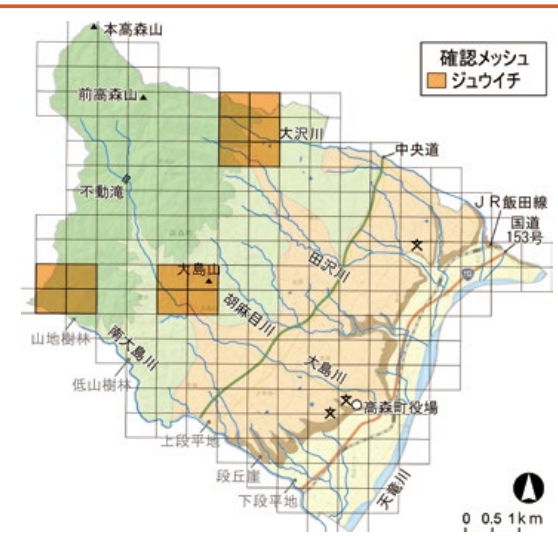 本高森山
確認メッシュ
ジュウイチ
前高森山
大沢川
中央道
不動滝
JR飯田線
国道
153号
田沢川
大島山
胡麻目川
山地樹林
南大島川
大島川
低山樹林
高森町役場
上段平地
段丘崖
下段平地
天竜川
0 0.5 1km